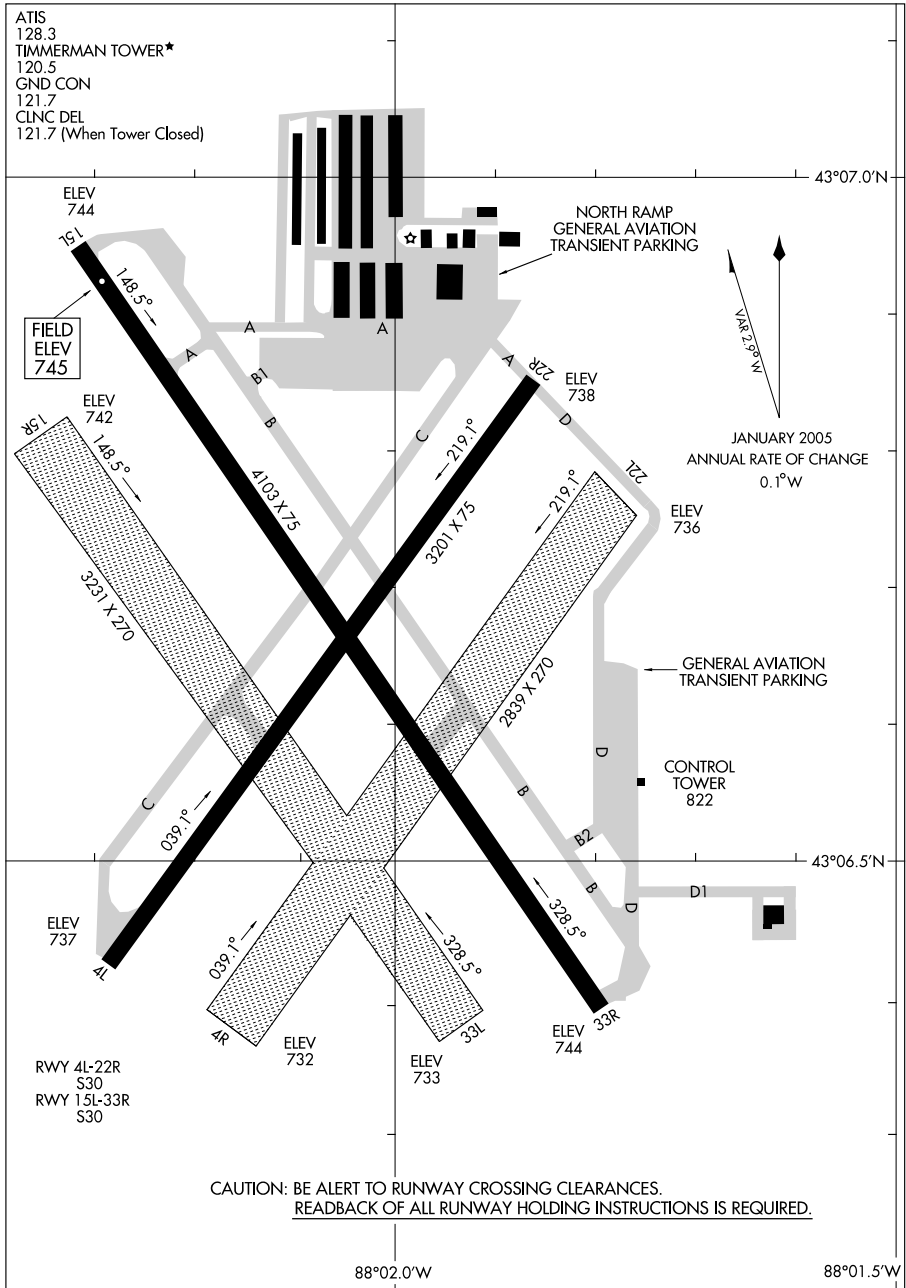 ATIS
128.3
TIMMERMAN TOWER★
120.5
GND CON
121.7
CLNC DEL
121.7 (When Tower Closed)
43°07.0'N
ELEV
744
15L
148.5°
FIELD
ELEV
745
NORTH RAMP
GENERAL AVIATION
TRANSIENT PARKING
VAR 2.9° W
JANUARY 2005
ANNUAL RATE OF CHANGE
0.1°W
A
A
A
A
B1
B
C
22R
ELEV
738
D
219.1°
ELEV
742
15R
148.5°
4103 X 75
3201 X 75
22L
219.1°
ELEV
736
3231 X 270
2839 X 270
GENERAL AVIATION
TRANSIENT PARKING
D
CONTROL
TOWER
822
C
B
039.1°
B2
43°06.5'N
B
D
D1
ELEV
737
4L
039.1°
328.5°
328.5°
4R
ELEV
732
33L
ELEV
733
33R
ELEV
744
RWY 4L-22R
S30
RWY 15L-33R
S30
CAUTION: BE ALERT TO RUNWAY CROSSING CLEARANCES.
READBACK OF ALL RUNWAY HOLDING INSTRUCTIONS IS REQUIRED.
88°02.0'W
88°01.5'W